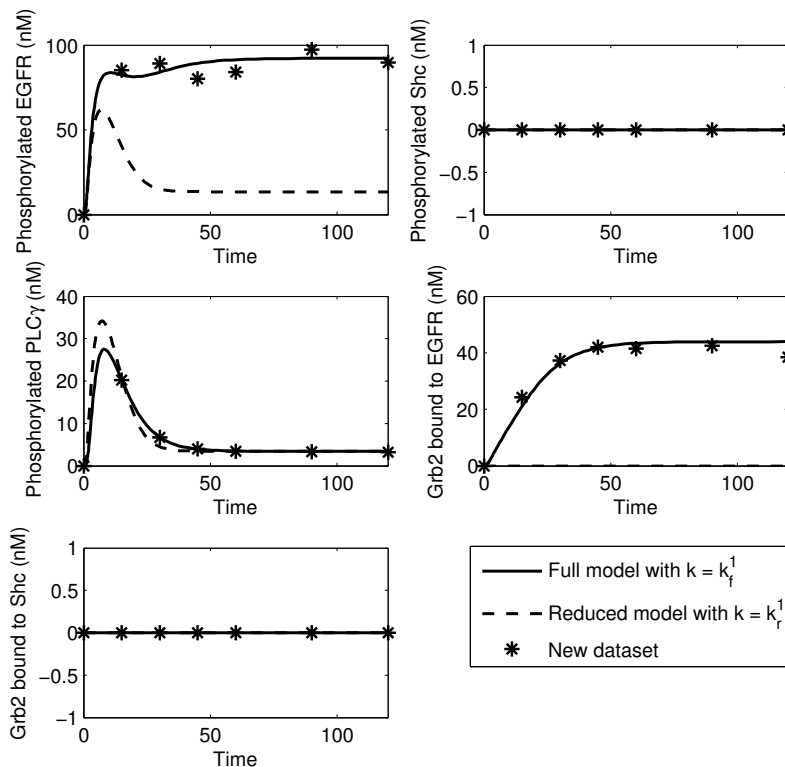 Phosphorylated EGFR (nM)
100
50
0
0
50
100
Time
Phosphorylated Shc (nM)
1
0.5
0
−0.5
−1
0
50
100
Time
Phosphorylated PLCγ (nM)
40
30
20
10
0
0
50
100
Time
Grb2 bound to EGFR (nM)
60
40
20
0
0
50
100
Time
Grb2 bound to Shc (nM)
1
0.5
0
−0.5
−1
0
50
100
Time
Full model with k = k_f^1
Reduced model with k = k_r^1
New dataset